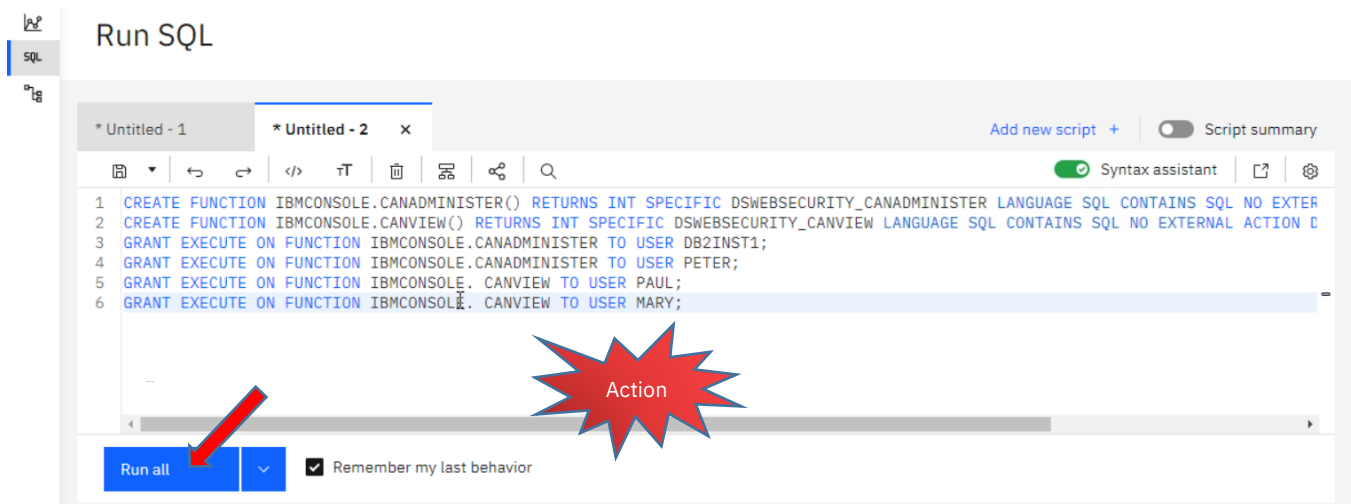 Run SQL
SQL
* Untitled - 1
* Untitled - 2 ×
Add new script +
Script summary
Syntax assistant
1 CREATE FUNCTION IBMCONSOLE.CANADMINISTER() RETURNS INT SPECIFIC DSWEBSECURITY_CANADMINISTER LANGUAGE SQL CONTAINS SQL NO EXTER
2 CREATE FUNCTION IBMCONSOLE.CANVIEW() RETURNS INT SPECIFIC DSWEBSECURITY_CANVIEW LANGUAGE SQL CONTAINS SQL NO EXTERNAL ACTION D
3 GRANT EXECUTE ON FUNCTION IBMCONSOLE.CANADMINISTER TO USER DB2INST1;
4 GRANT EXECUTE ON FUNCTION IBMCONSOLE.CANADMINISTER TO USER PETER;
5 GRANT EXECUTE ON FUNCTION IBMCONSOLE. CANVIEW TO USER PAUL;
6 GRANT EXECUTE ON FUNCTION IBMCONSOLE. CANVIEW TO USER MARY;
Action
Run all
Remember my last behavior